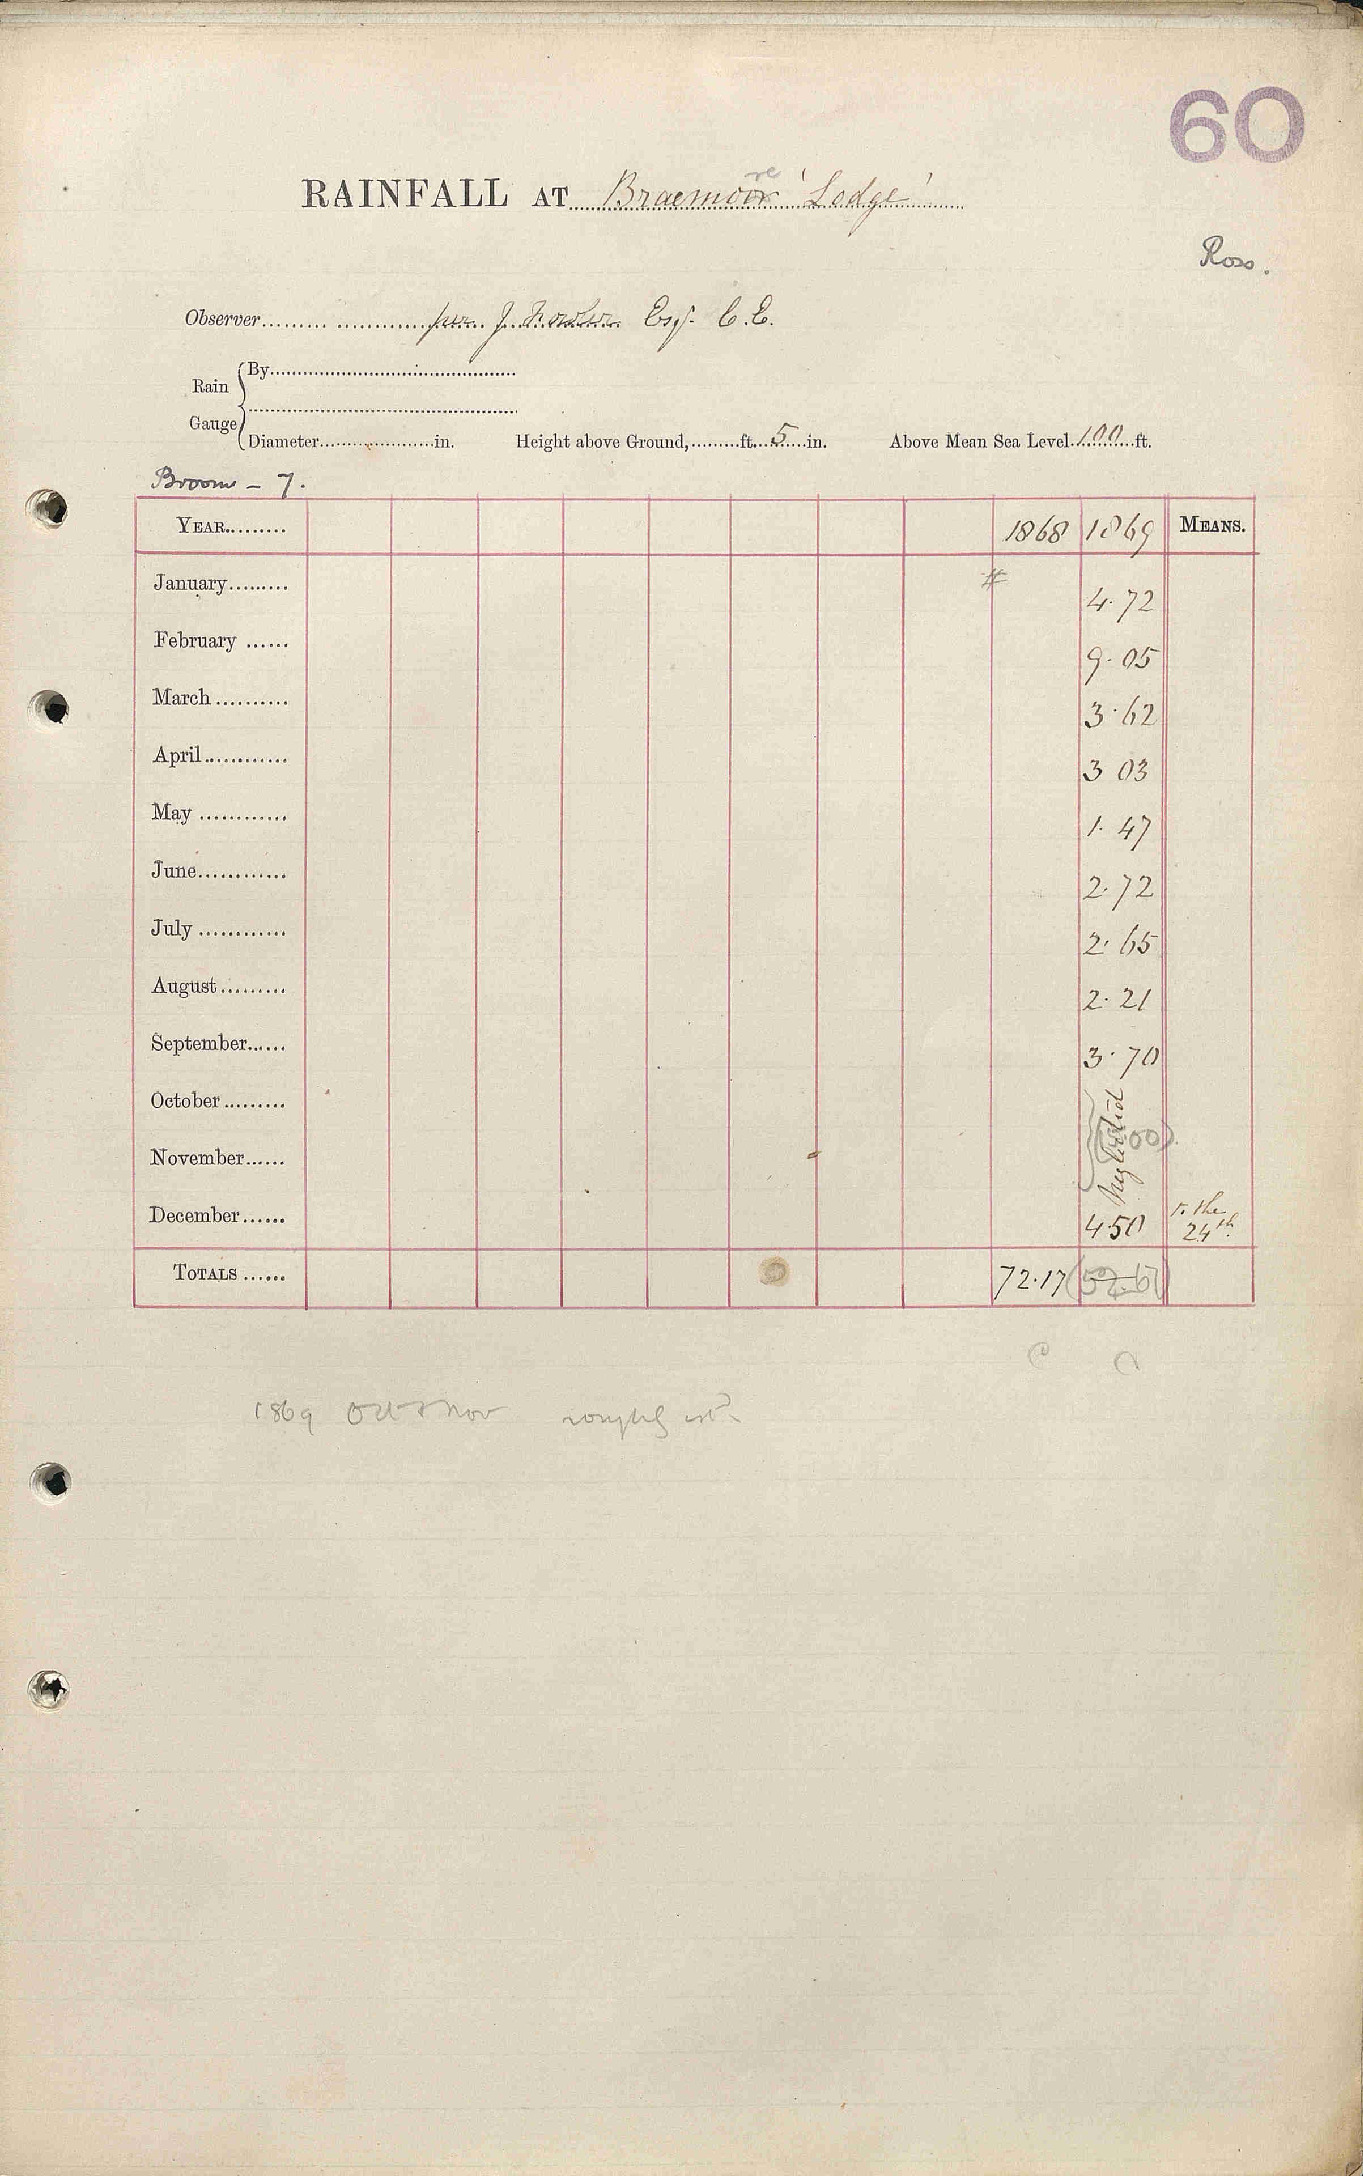 60
RAINFALL AT Braemoor 'Lodge'
re
Ross.
Observer per J. Fowler Esq. C.E.
Rain Gauge
By
Diameter in. Height above Ground, ft. 5 in. Above Mean Sea Level 100 ft.
Broom - 7.
YEAR 1868 1869 MEANS.
January # 4.72
February 9.05
March 3.62
April 3 03
May 1.47
June 2.72
July 2.65
August 2.21
September 3.70
October
neglected
00)
November
December 4.50 to the 24th
TOTALS 72.17 (52.67)
C C
1869 Oct & Nov roughly estd